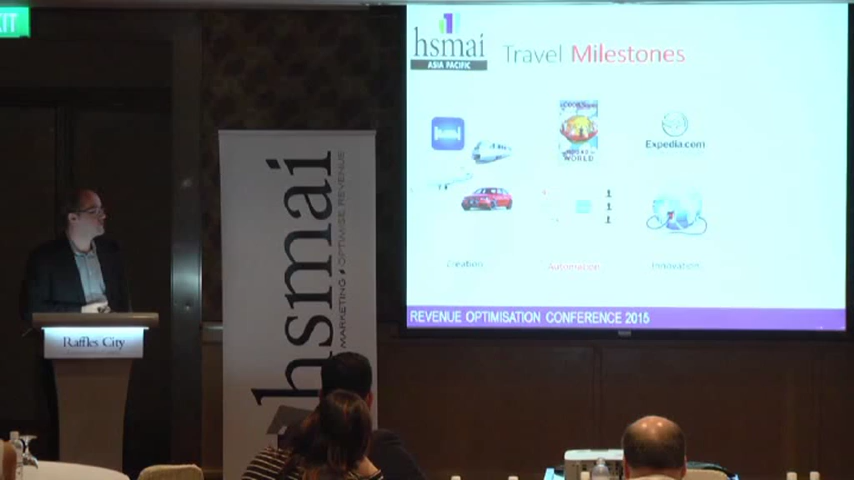 EXIT
hsmai
ASIA PACIFIC
Travel Milestones
Expedia.com
WORLD
Creation
Automation
Innovation
REVENUE OPTIMISATION CONFERENCE 2015
hsmai
MARKETING / OPTIMISE REVENUE
Raffles City